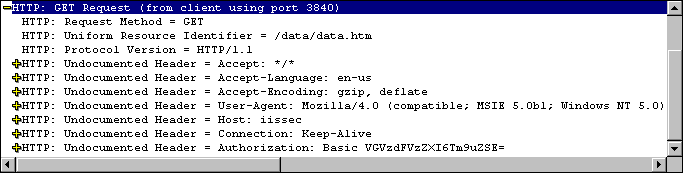 HTTP: GET Request (from client using port 3840)
HTTP: Request Method = GET
HTTP: Uniform Resource Identifier = /data/data.htm
HTTP: Protocol Version = HTTP/1.1
HTTP: Undocumented Header = Accept: */*
HTTP: Undocumented Header = Accept-Language: en-us
HTTP: Undocumented Header = Accept-Encoding: gzip, deflate
HTTP: Undocumented Header = User-Agent: Mozilla/4.0 (compatible; MSIE 5.0b1; Windows NT 5.0)
HTTP: Undocumented Header = Host: iissec
HTTP: Undocumented Header = Connection: Keep-Alive
HTTP: Undocumented Header = Authorization: Basic VGVzdFVzZXI6Tm9uZSE=